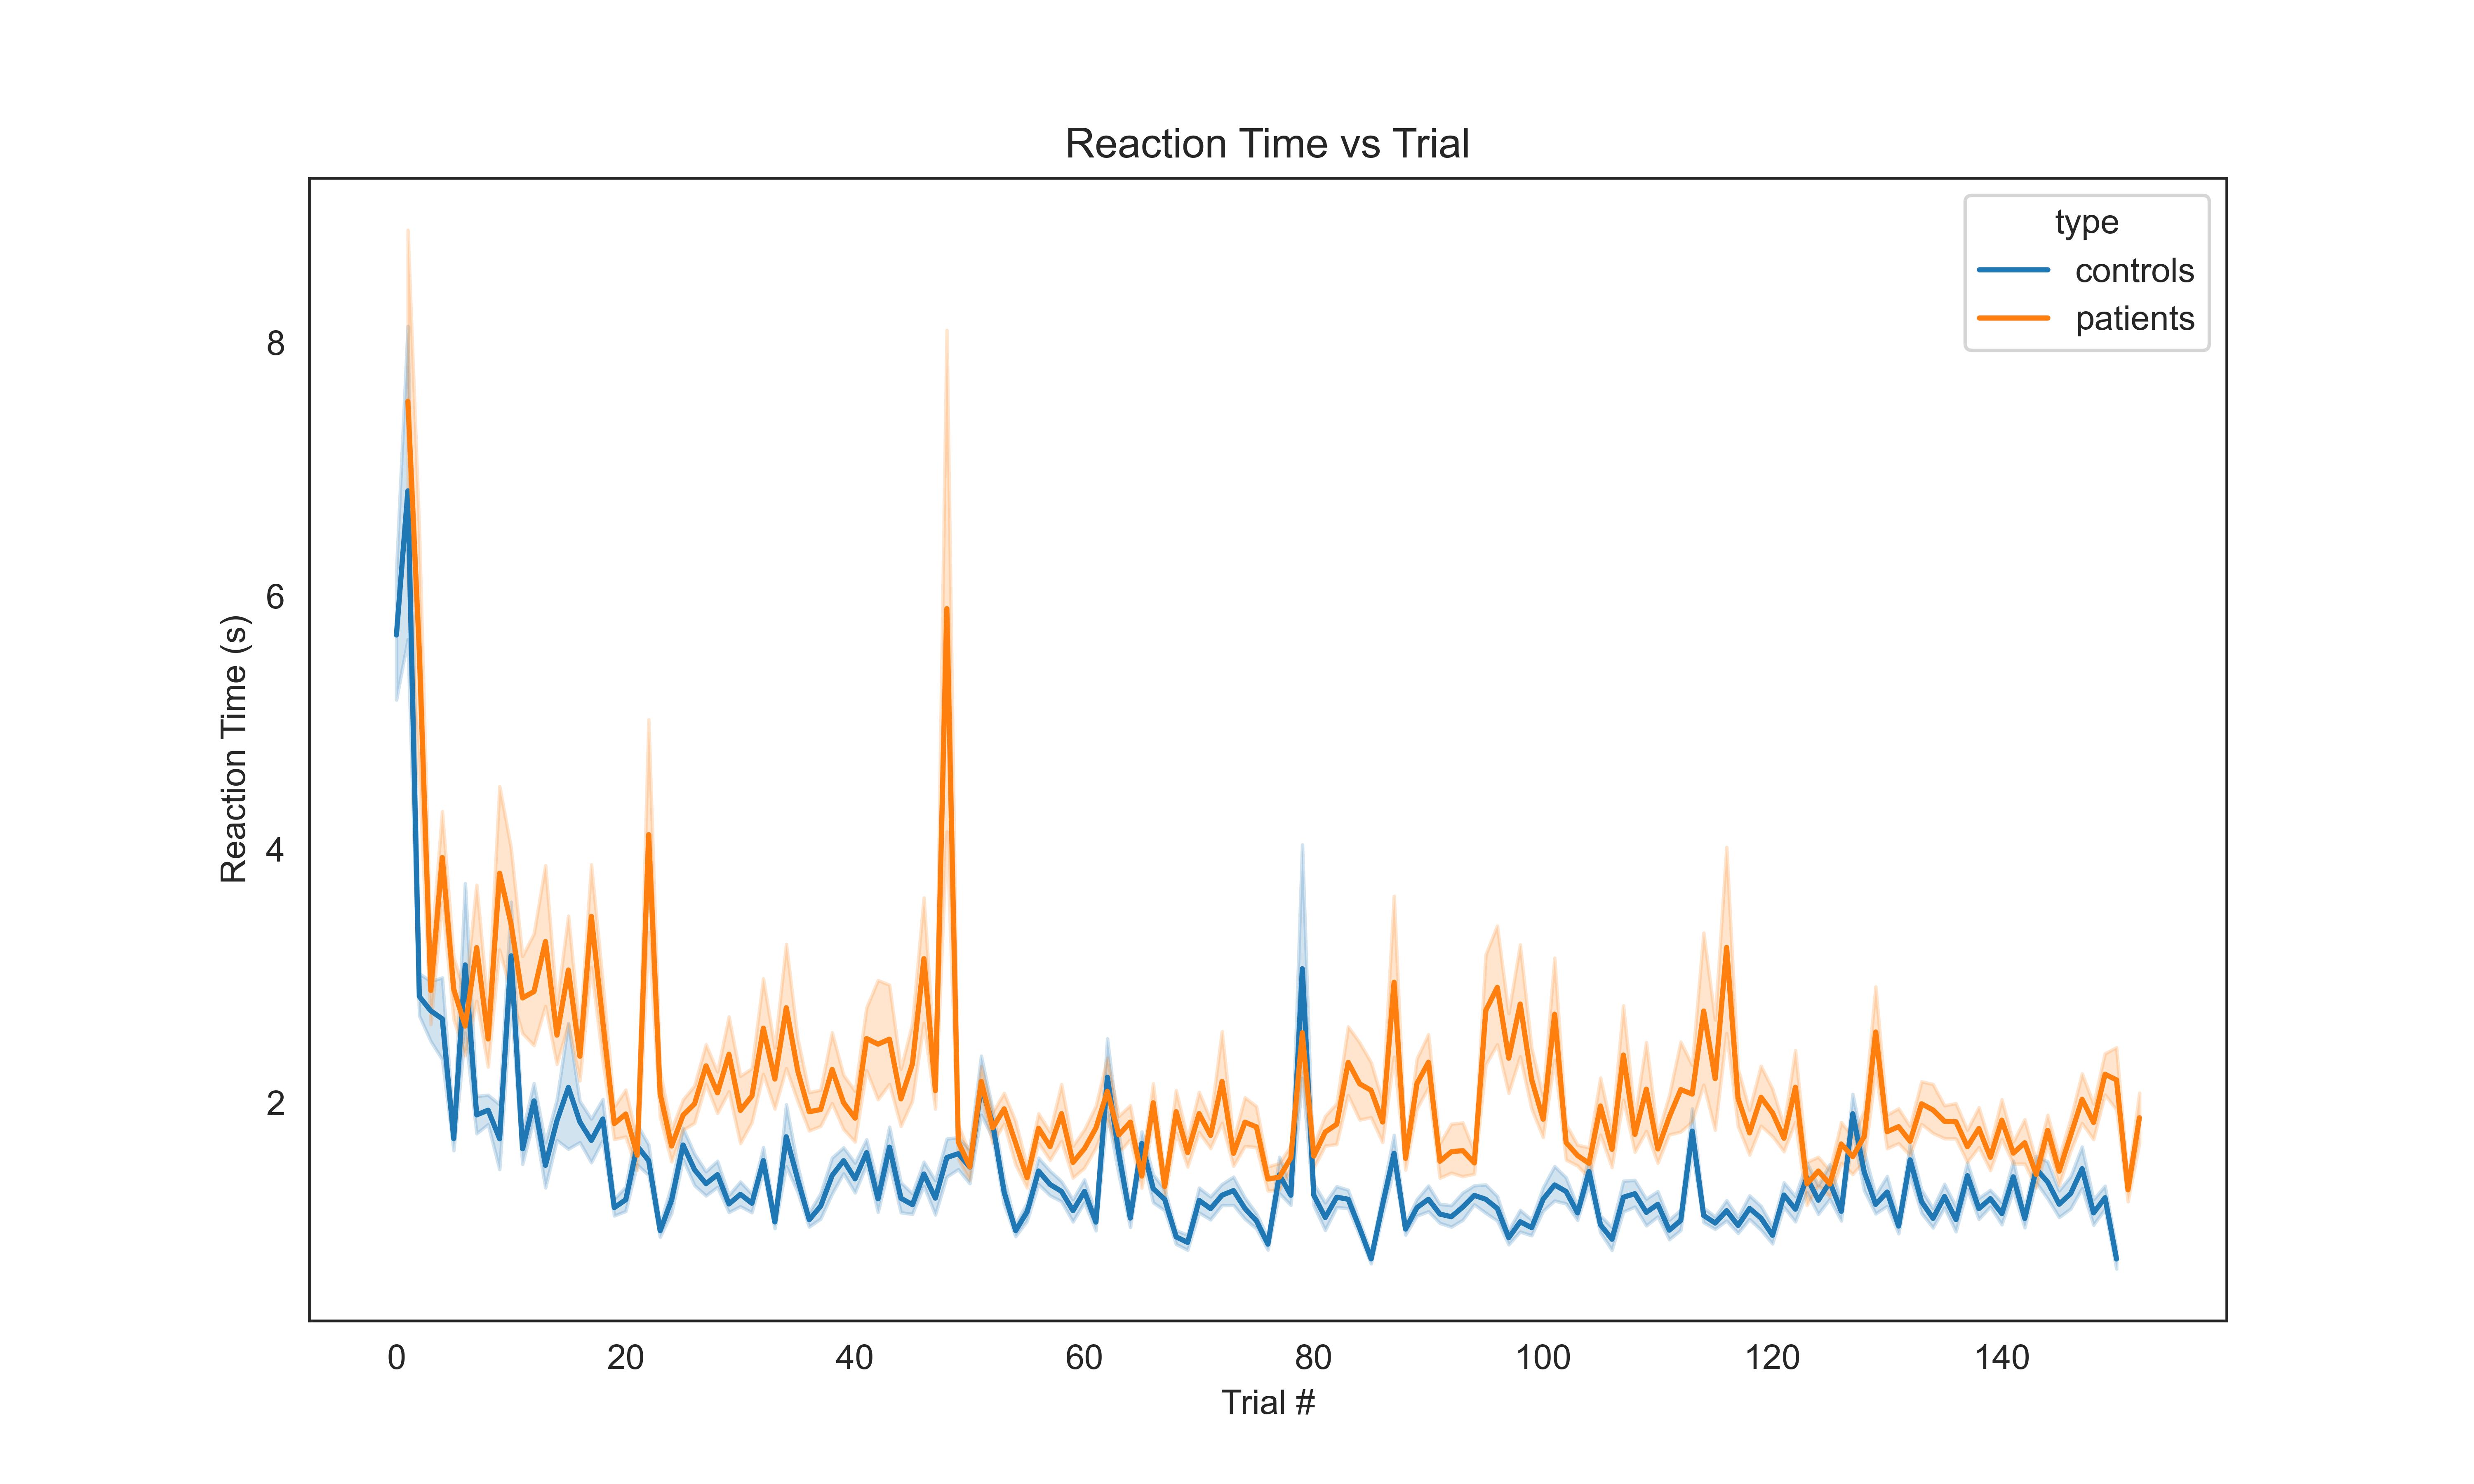 Reaction Time vs Trial
type
controls
patients
Reaction Time (s)
8
6
4
2
0 20 40 60 80 100 120 140
Trial #